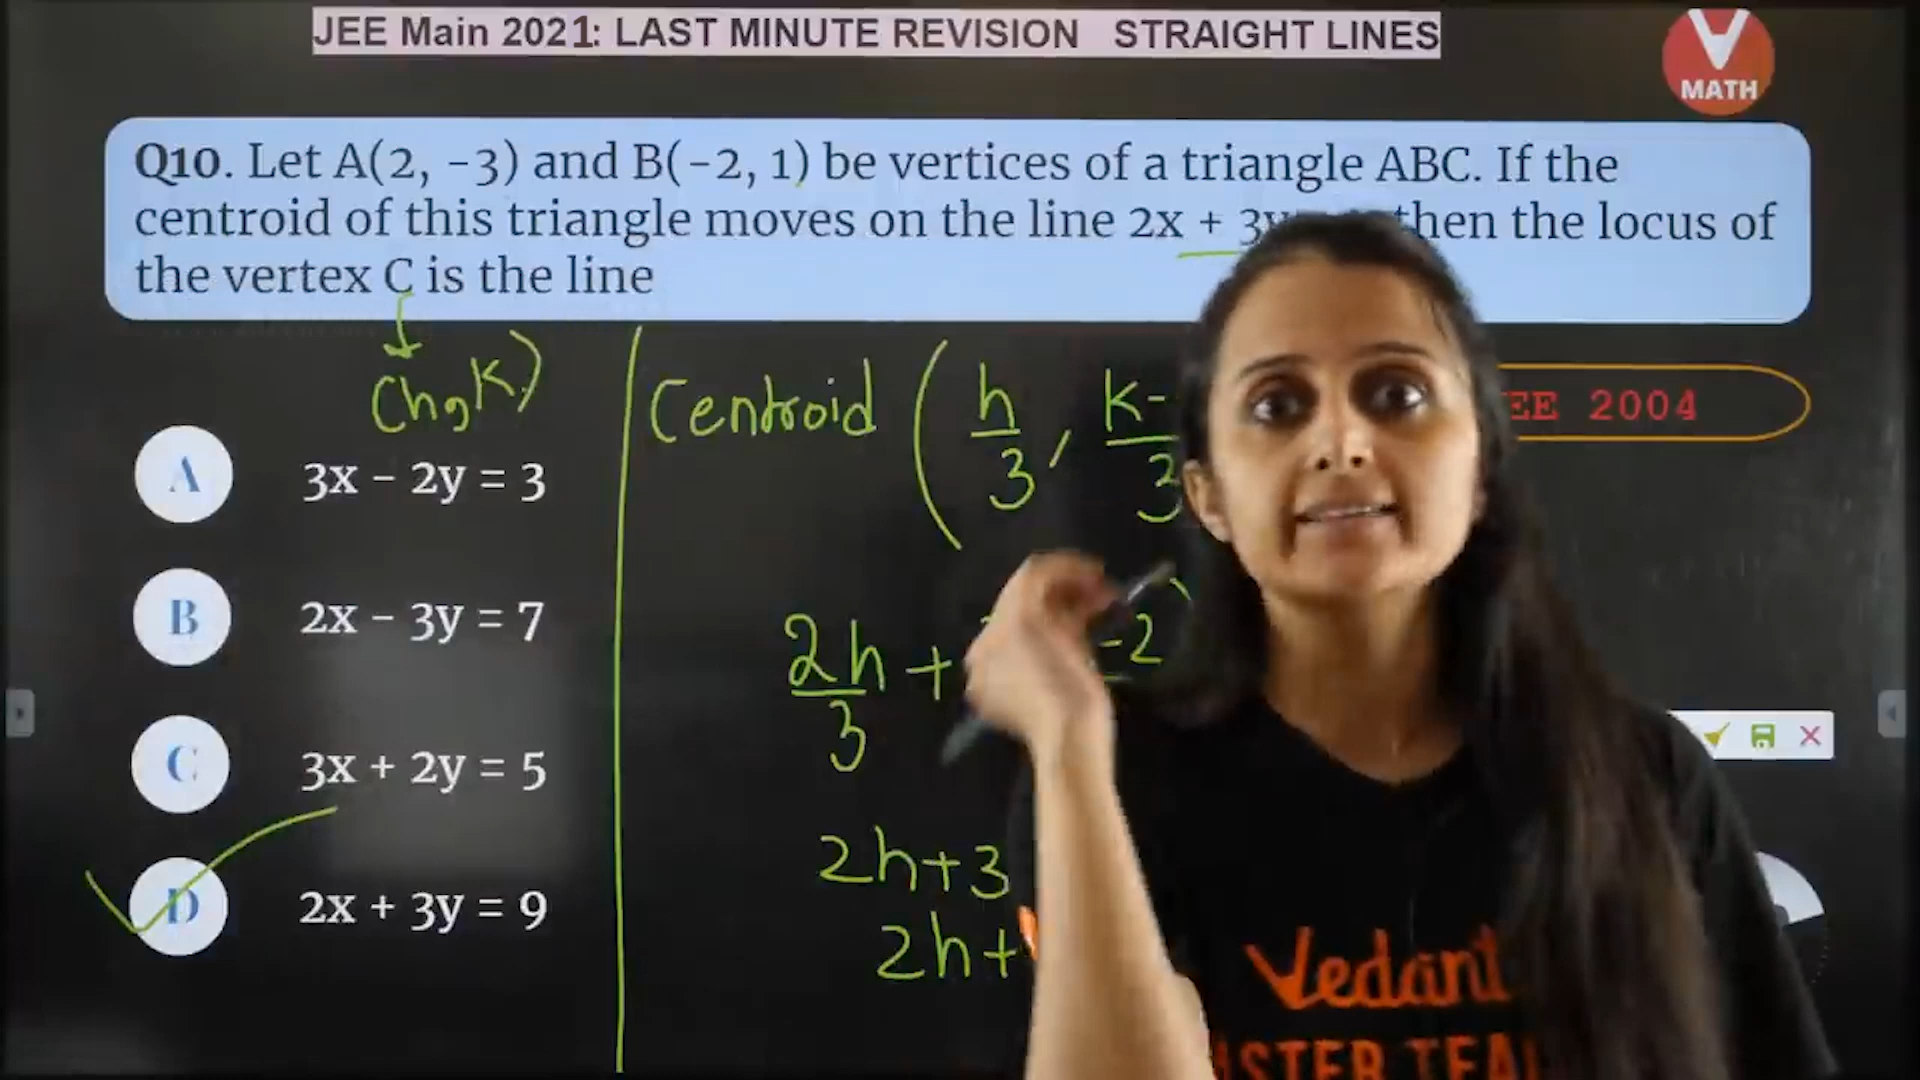 JEE Main 2021: LAST MINUTE REVISION STRAIGHT LINES
V
MATH
Q10. Let A(2, -3) and B(-2, 1) be vertices of a triangle ABC. If the
centroid of this triangle moves on the line 2x + 3y then the locus of
the vertex C is the line
(h, k)
Centroid ( h/3 , k-
3
EE 2004
A 3x - 2y = 3
B 2x - 3y = 7
C 3x + 2y = 5
D 2x + 3y = 9
2h/3 + -2
2h+3
2h+
Vedant
STER TEA